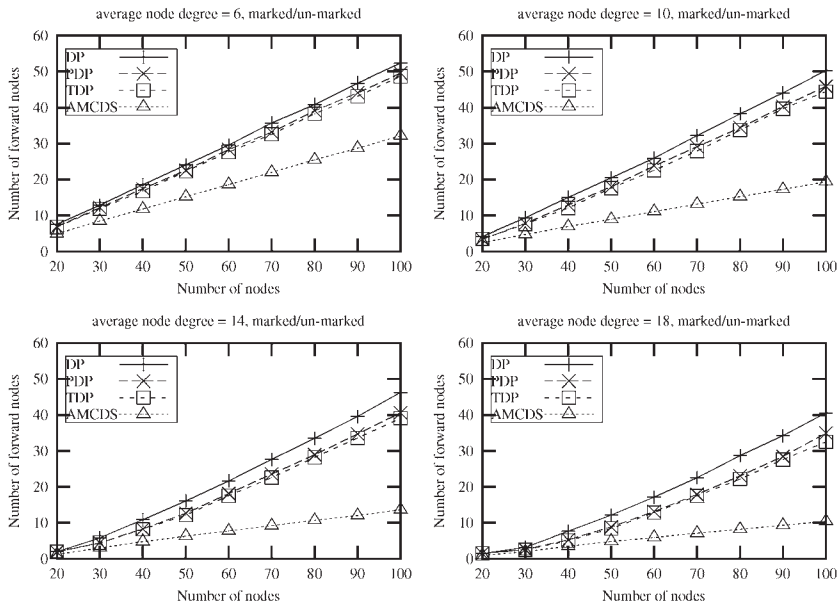 average node degree = 6, marked/un-marked
60
50
40
30
20
10
0
Number of forward nodes
DP
PDP
TDP
AMCDS
20 30 40 50 60 70 80 90 100
Number of nodes
average node degree = 10, marked/un-marked
60
50
40
30
20
10
0
Number of forward nodes
DP
PDP
TDP
AMCDS
20 30 40 50 60 70 80 90 100
Number of nodes
average node degree = 14, marked/un-marked
60
50
40
30
20
10
0
Number of forward nodes
DP
PDP
TDP
AMCDS
20 30 40 50 60 70 80 90 100
Number of nodes
average node degree = 18, marked/un-marked
60
50
40
30
20
10
0
Number of forward nodes
DP
PDP
TDP
AMCDS
20 30 40 50 60 70 80 90 100
Number of nodes